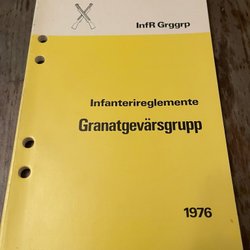 InfR Grggrp
Infanterireglemente
Granatgevärsgrupp
1976